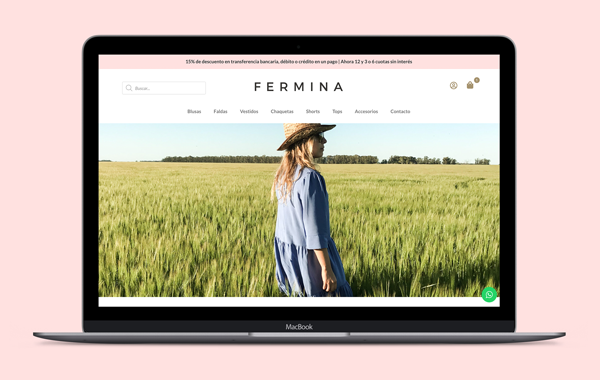 15% de descuento en transferencia bancaria, débito o crédito en un pago | Ahora 12 y 3 o 6 cuotas sin interés
Buscar...
FERMINA
0
Blusas Faldas Vestidos Chaquetas Shorts Tops Accesorios Contacto
MacBook